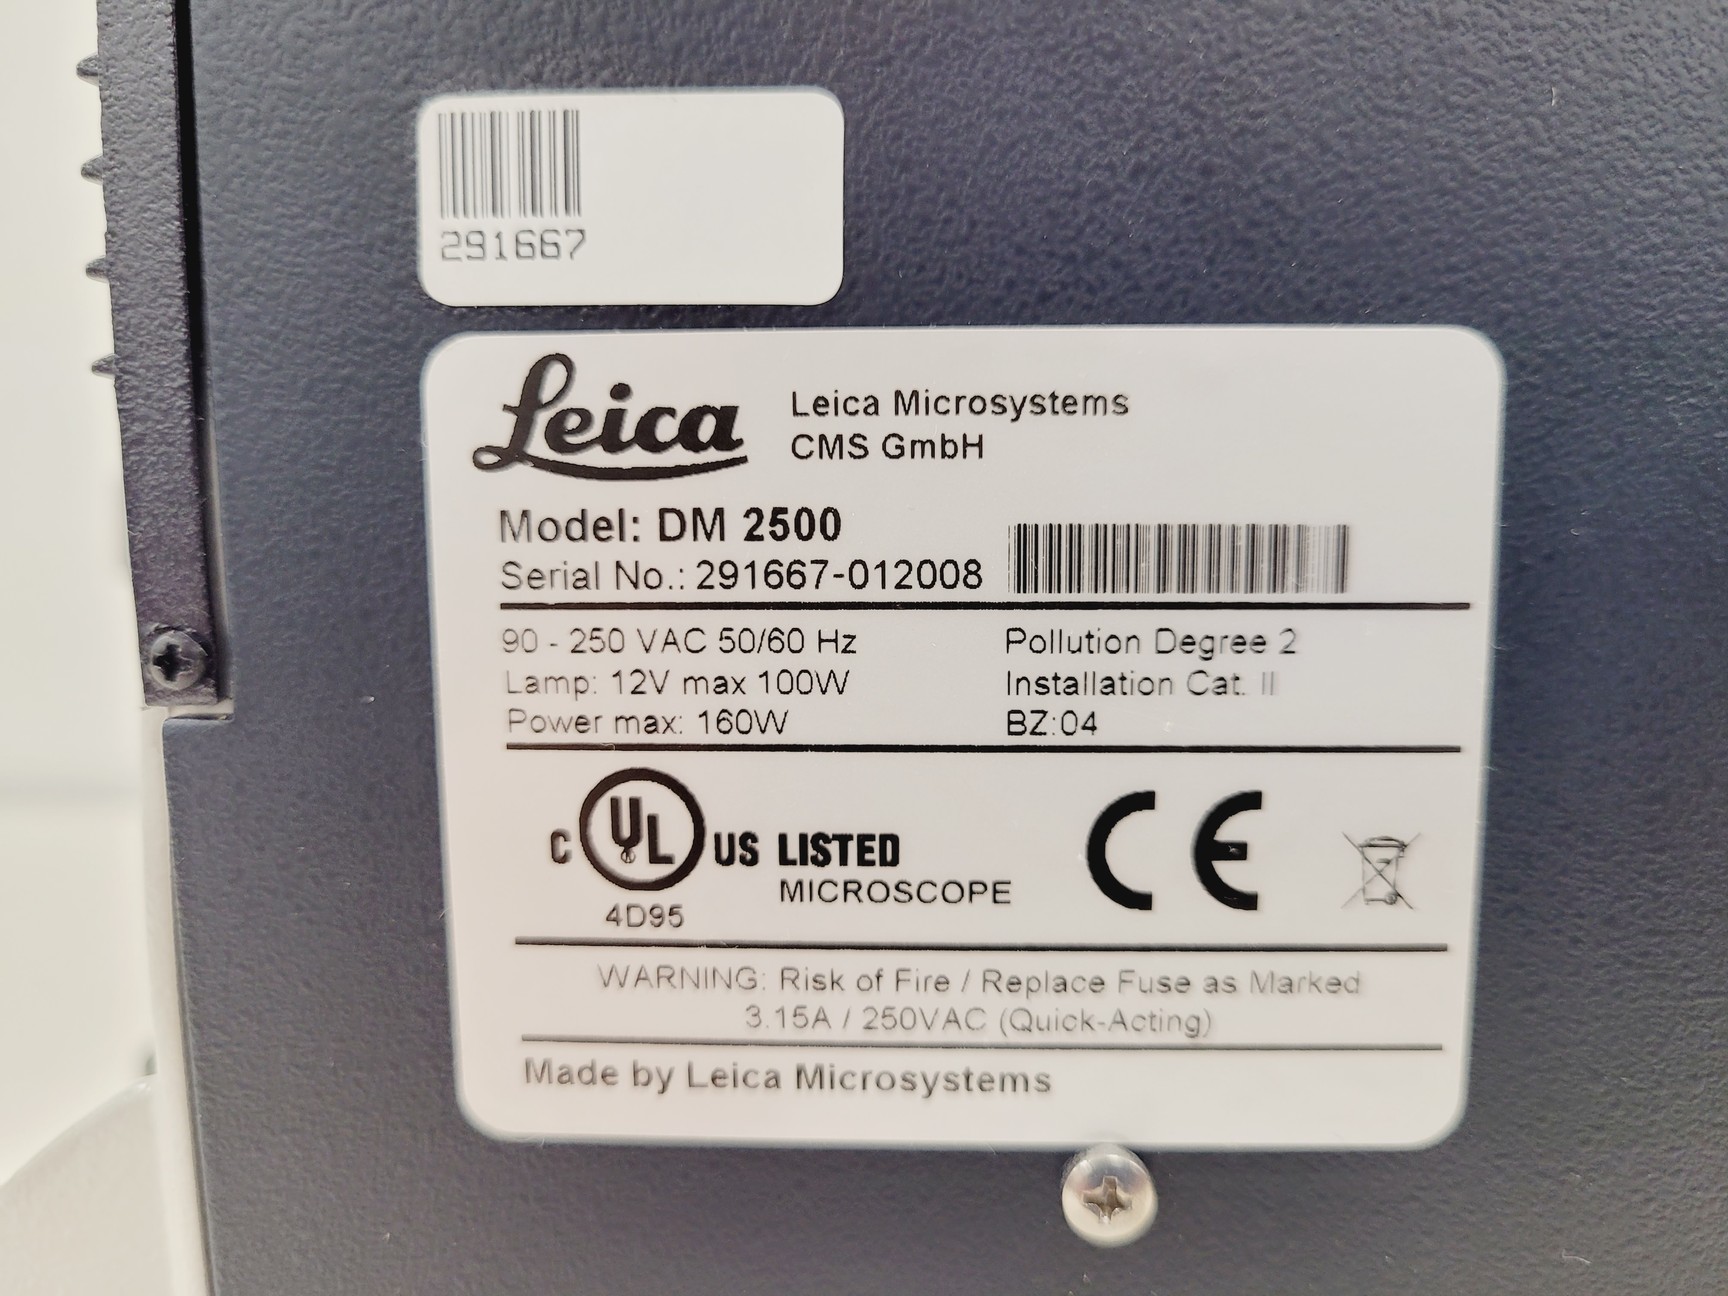 291667
Leica
Leica Microsystems
CMS GmbH
Model: DM 2500
Serial No.: 291667-012008
90 - 250 VAC 50/60 Hz
Lamp: 12V max 100W
Power max: 160W
Pollution Degree 2
Installation Cat. II
BZ:04
C UL US LISTED
MICROSCOPE
4D95
CE
WARNING: Risk of Fire / Replace Fuse as Marked
3.15A / 250VAC (Quick-Acting)
Made by Leica Microsystems